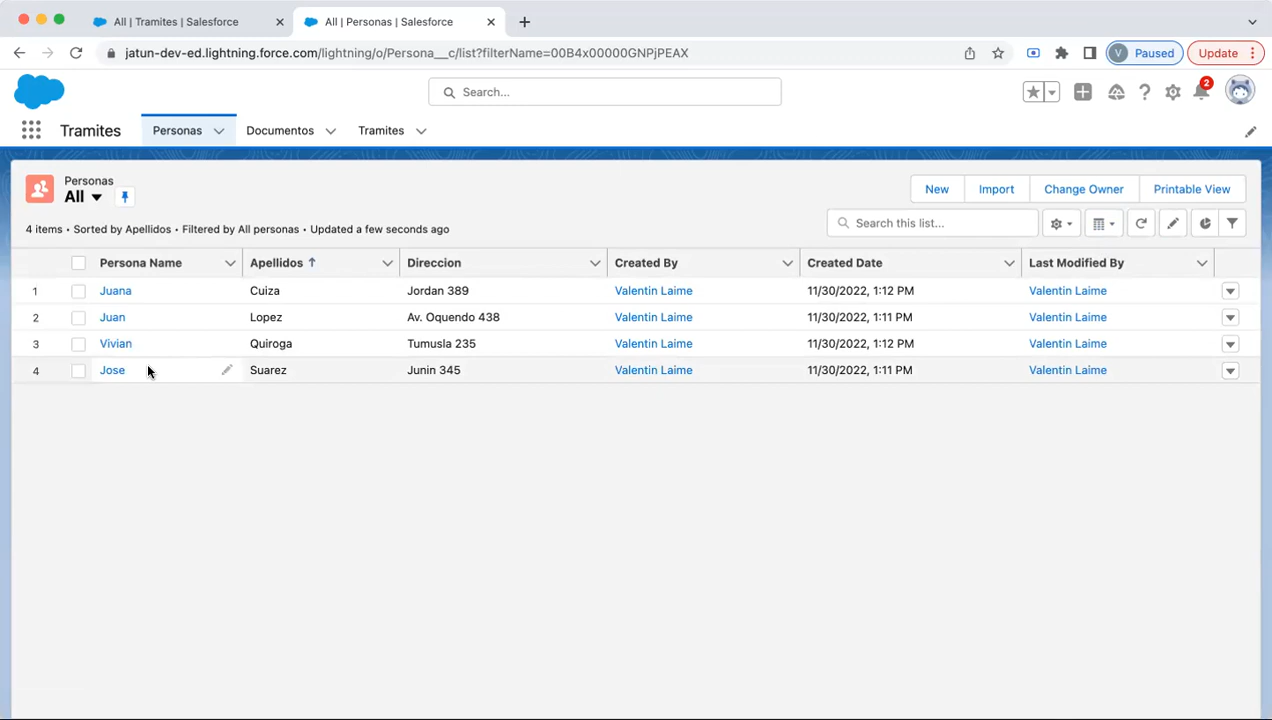 All | Tramites | Salesforce
All | Personas | Salesforce
jatun-dev-ed.lightning.force.com/lightning/o/Persona__c/list?filterName=00B4x00000GNPjPEAX
V Paused
Update
Search...
2
Tramites
Personas
Documentos
Tramites
Personas
All
New
Import
Change Owner
Printable View
4 items • Sorted by Apellidos • Filtered by All personas • Updated a few seconds ago
Search this list...
Persona Name Apellidos ↑ Direccion Created By Created Date Last Modified By
1 Juana Cuiza Jordan 389 Valentin Laime 11/30/2022, 1:12 PM Valentin Laime
2 Juan Lopez Av. Oquendo 438 Valentin Laime 11/30/2022, 1:11 PM Valentin Laime
3 Vivian Quiroga Tumusla 235 Valentin Laime 11/30/2022, 1:12 PM Valentin Laime
4 Jose Suarez Junin 345 Valentin Laime 11/30/2022, 1:11 PM Valentin Laime